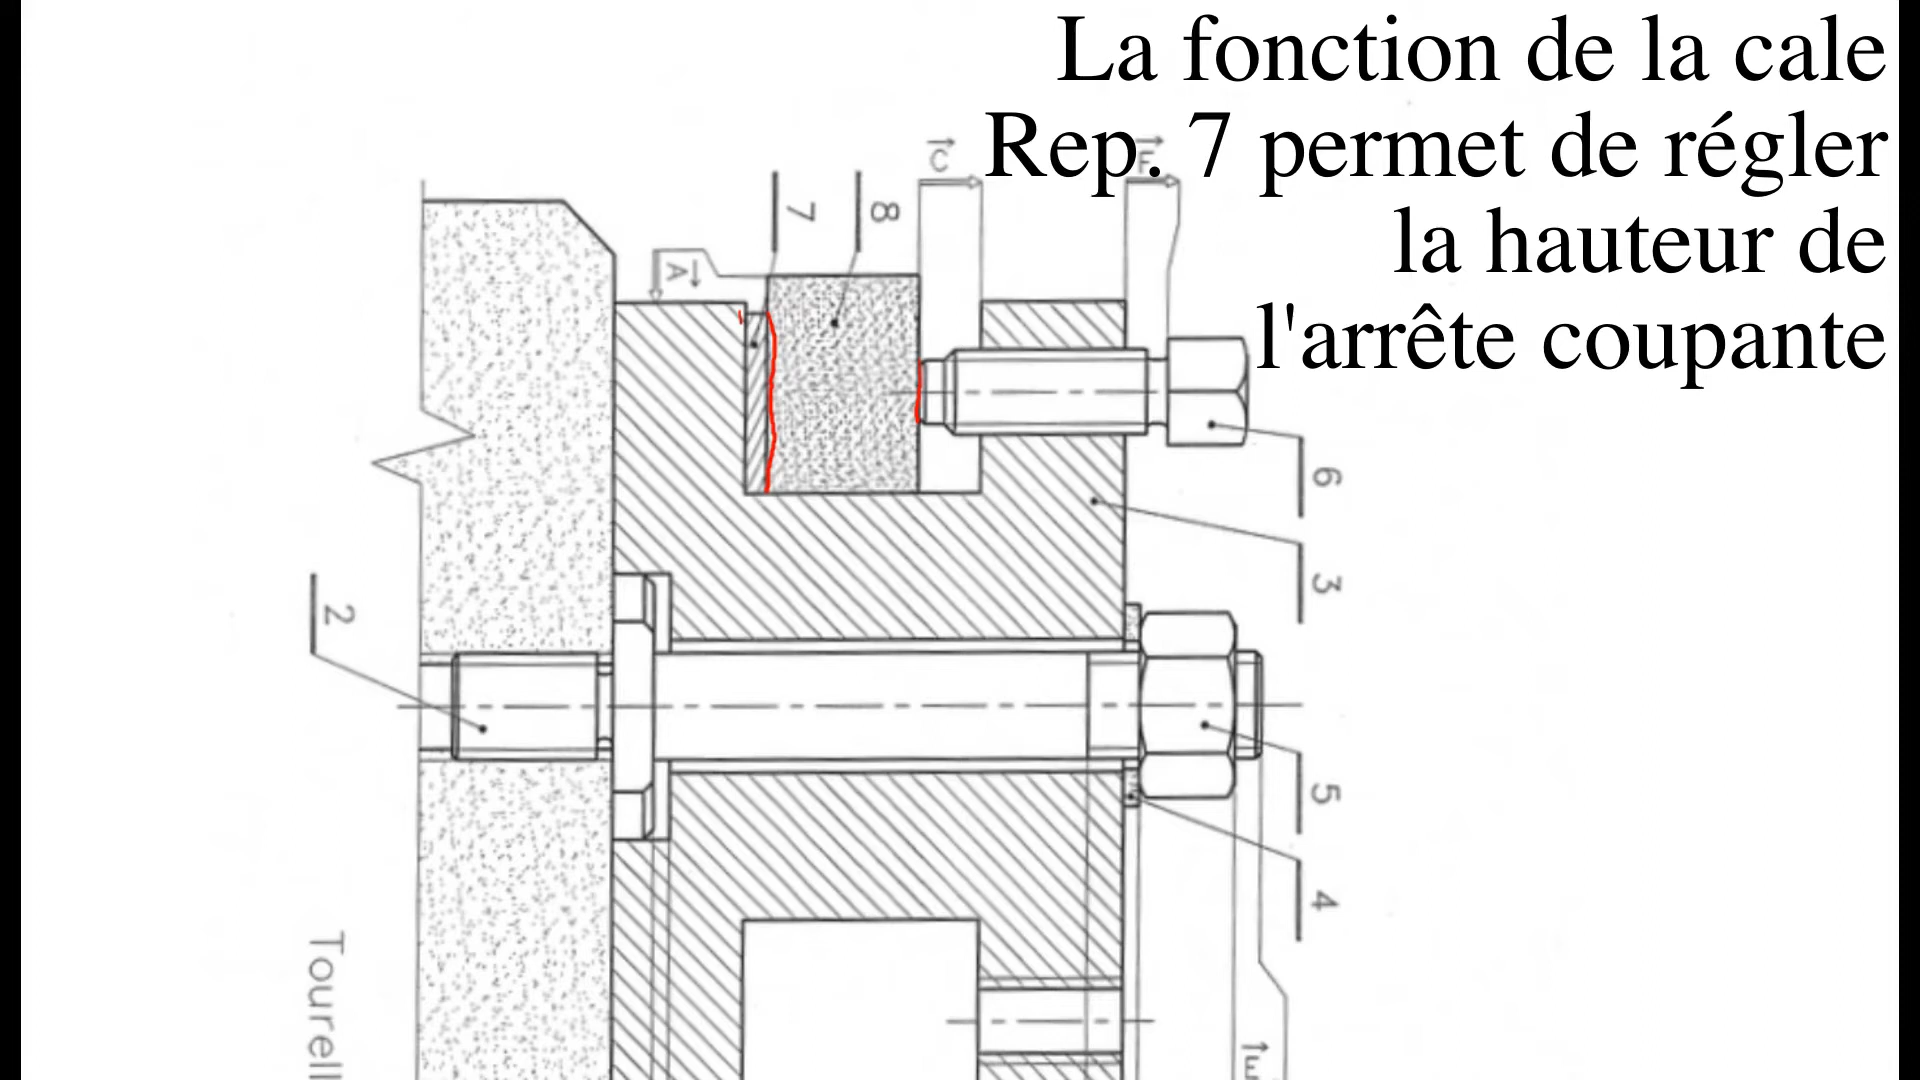 La fonction de la cale
Rep. 7 permet de régler
la hauteur de
l'arrête coupante
C
F
7
8
A
6
3
2
5
4
Tourell
E